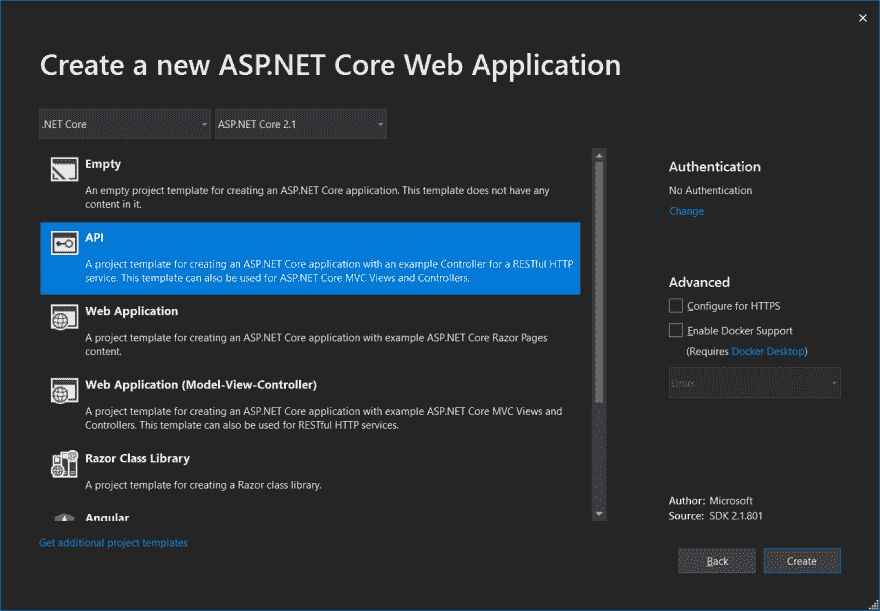 Create a new ASP.NET Core Web Application
.NET Core
ASP.NET Core 2.1
Empty
An empty project template for creating an ASP.NET Core application. This template does not have any
content in it.
API
A project template for creating an ASP.NET Core application with an example Controller for a RESTful HTTP
service. This template can also be used for ASP.NET Core MVC Views and Controllers.
Web Application
A project template for creating an ASP.NET Core application with example ASP.NET Core Razor Pages
content.
Web Application (Model-View-Controller)
A project template for creating an ASP.NET Core application with example ASP.NET Core MVC Views and
Controllers. This template can also be used for RESTful HTTP services.
Razor Class Library
A project template for creating a Razor class library.
Angular
Get additional project templates
Authentication
No Authentication
Change
Advanced
Configure for HTTPS
Enable Docker Support
(Requires Docker Desktop)
Linux
Author: Microsoft
Source: SDK 2.1.801
Back
Create